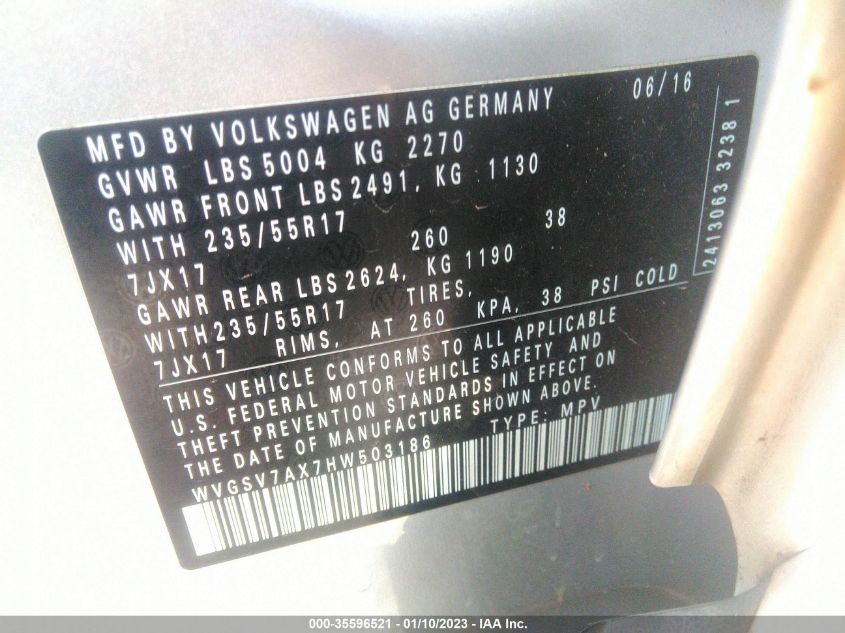 MFD BY VOLKSWAGEN AG GERMANY 06/16
GVWR LBS 5004 KG 2270
GAWR FRONT LBS 2491, KG 1130
WITH 235/55R17
7JX17 260 38
GAWR REAR LBS 2624, KG 1190
WITH 235/55R17 TIRES,
7JX17 RIMS, AT 260 KPA, 38 PSI COLD
THIS VEHICLE CONFORMS TO ALL APPLICABLE
U.S. FEDERAL MOTOR VEHICLE SAFETY AND
THEFT PREVENTION STANDARDS IN EFFECT ON
THE DATE OF MANUFACTURE SHOWN ABOVE.
WVGSV7AX7HW503186 TYPE: MPV
2413063 3238 1
000-35596521 - 01/10/2023 - IAA Inc.